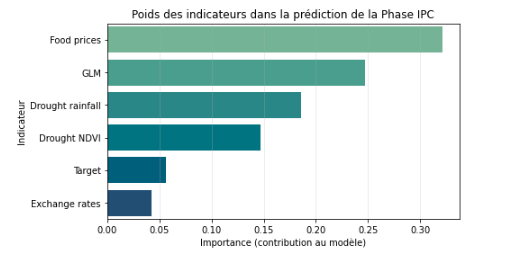 Poids des indicateurs dans la prédiction de la Phase IPC
Indicateur
Food prices
GLM
Drought rainfall
Drought NDVI
Target
Exchange rates
0.00 0.05 0.10 0.15 0.20 0.25 0.30
Importance (contribution au modèle)